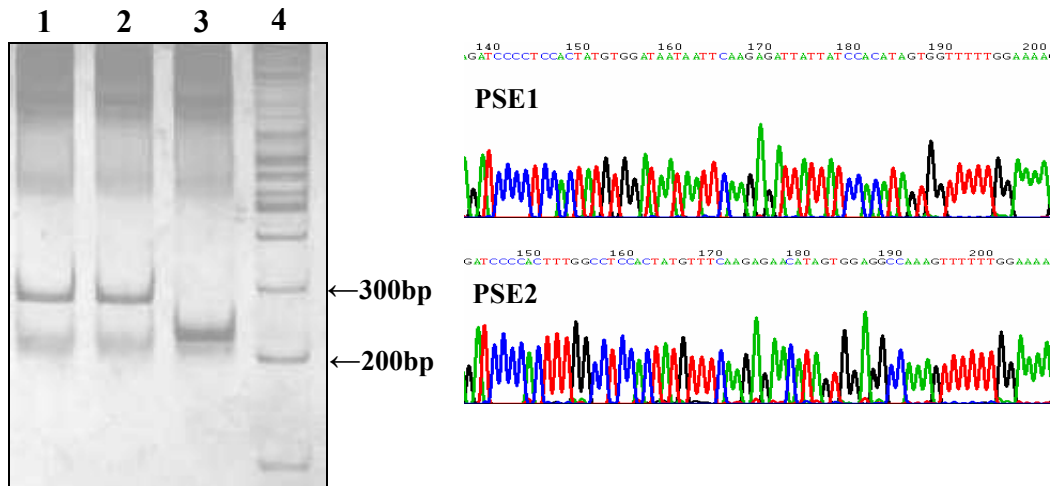 1 2 3 4
←300bp
←200bp
140 150 160 170 180 190 200
GATCCCCTCCACTATGTGGATAATAATTCAAGAGATTATTATCCACATAGTGGTTTTTGGAAAAG
PSE1
150 160 170 180 190 200
GATCCCCACTTTGGCCTCCACTATGTTTCAAGAGAACATAGTGGAGGCCAAAGTTTTTTGGAAAA
PSE2